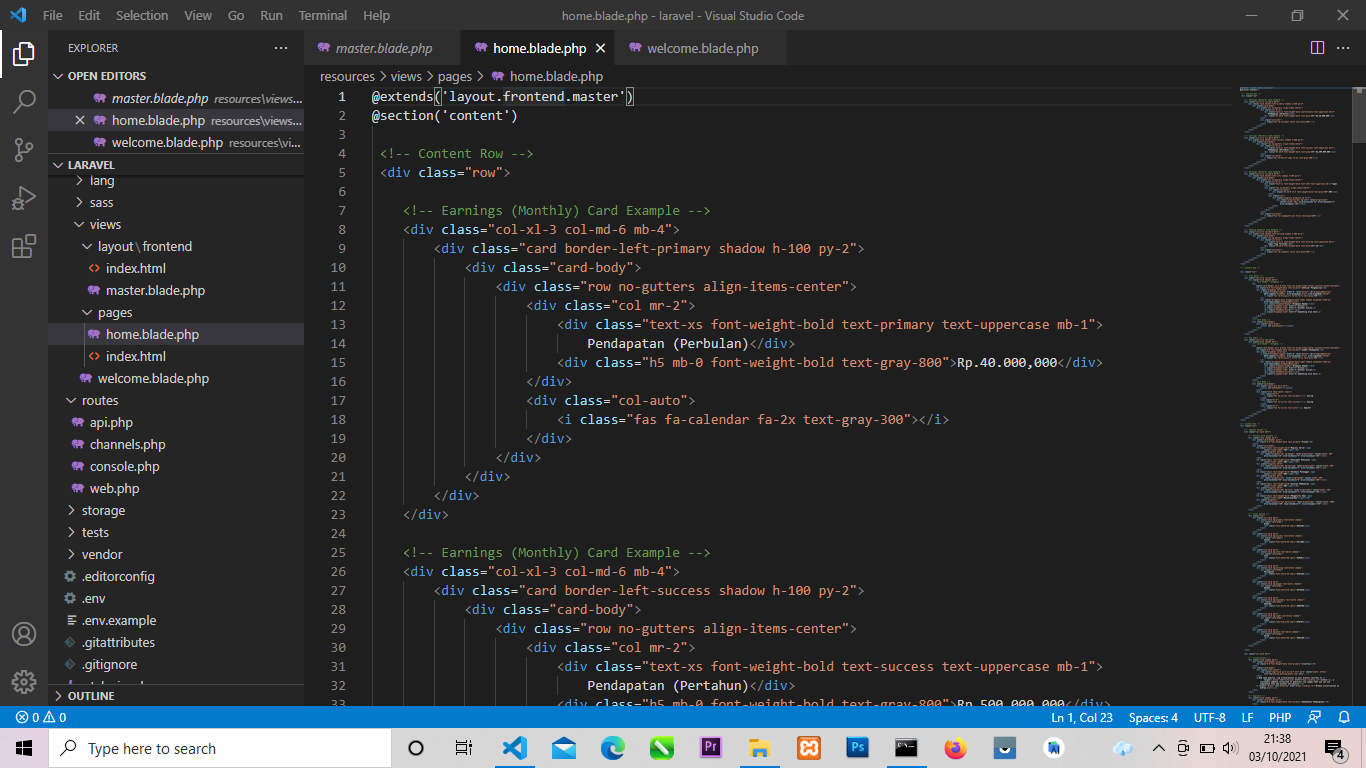 File Edit Selection View Go Run Terminal Help
home.blade.php - laravel - Visual Studio Code
EXPLORER
OPEN EDITORS
master.blade.php resources\views...
home.blade.php resources\views...
welcome.blade.php resources\vi...
LARAVEL
lang
sass
views
layout\frontend
index.html
master.blade.php
pages
home.blade.php
index.html
welcome.blade.php
routes
api.php
channels.php
console.php
web.php
storage
tests
vendor
.editorconfig
.env
.env.example
.gitattributes
.gitignore
OUTLINE
master.blade.php home.blade.php welcome.blade.php
resources > views > pages > home.blade.php
1 @extends('layout.frontend.master')
2 @section('content')
3
4 <!-- Content Row -->
5 <div class="row">
6
7 <!-- Earnings (Monthly) Card Example -->
8 <div class="col-xl-3 col-md-6 mb-4">
9 <div class="card border-left-primary shadow h-100 py-2">
10 <div class="card-body">
11 <div class="row no-gutters align-items-center">
12 <div class="col mr-2">
13 <div class="text-xs font-weight-bold text-primary text-uppercase mb-1">
14 Pendapatan (Perbulan)</div>
15 <div class="h5 mb-0 font-weight-bold text-gray-800">Rp.40.000,000</div>
16 </div>
17 <div class="col-auto">
18 <i class="fas fa-calendar fa-2x text-gray-300"></i>
19 </div>
20 </div>
21 </div>
22 </div>
23 </div>
24
25 <!-- Earnings (Monthly) Card Example -->
26 <div class="col-xl-3 col-md-6 mb-4">
27 <div class="card border-left-success shadow h-100 py-2">
28 <div class="card-body">
29 <div class="row no-gutters align-items-center">
30 <div class="col mr-2">
31 <div class="text-xs font-weight-bold text-success text-uppercase mb-1">
32 Pendapatan (Pertahun)</div>
33 <div class="h5 mb-0 font-weight-bold text-gray-800">Rp.500.000.000</div>
0 0
Ln 1, Col 23 Spaces: 4 UTF-8 LF PHP
Type here to search
Pr
Ps
21:38
03/10/2021
4